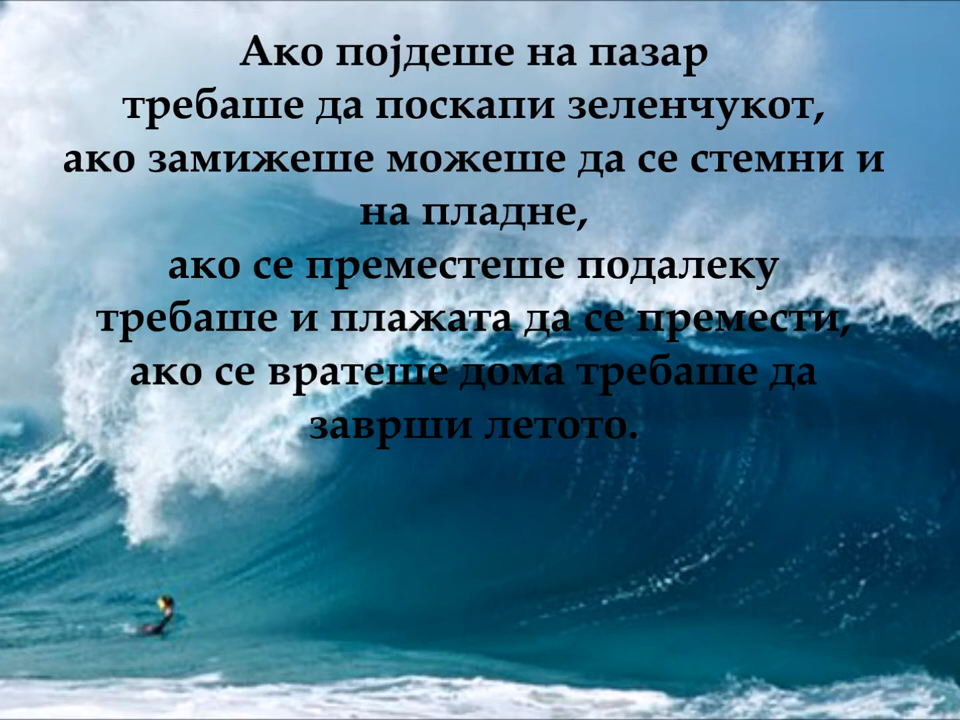 Ако појдеше на пазар
требаше да поскапи зеленчукот,
ако замижеше можеше да се стемни и
на пладне,
ако се преместеше подалеку
требаше и плажата да се премести,
ако се вратеше дома требаше да
заврши летото.